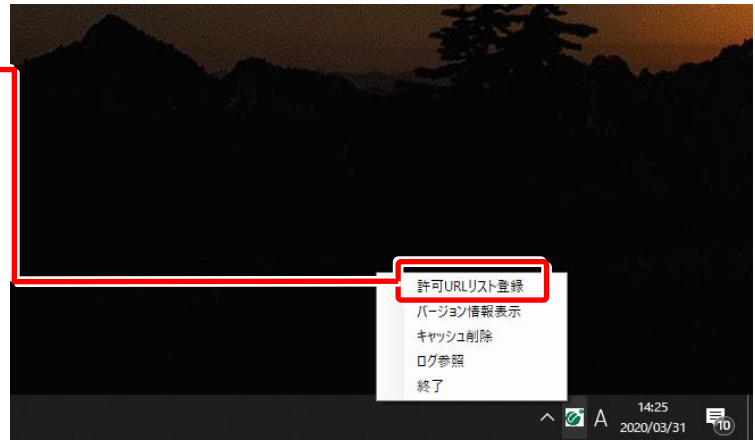 許可URLリスト登録
バージョン情報表示
キャッシュ削除
ログ参照
終了
A
14:25
2020/03/31
10